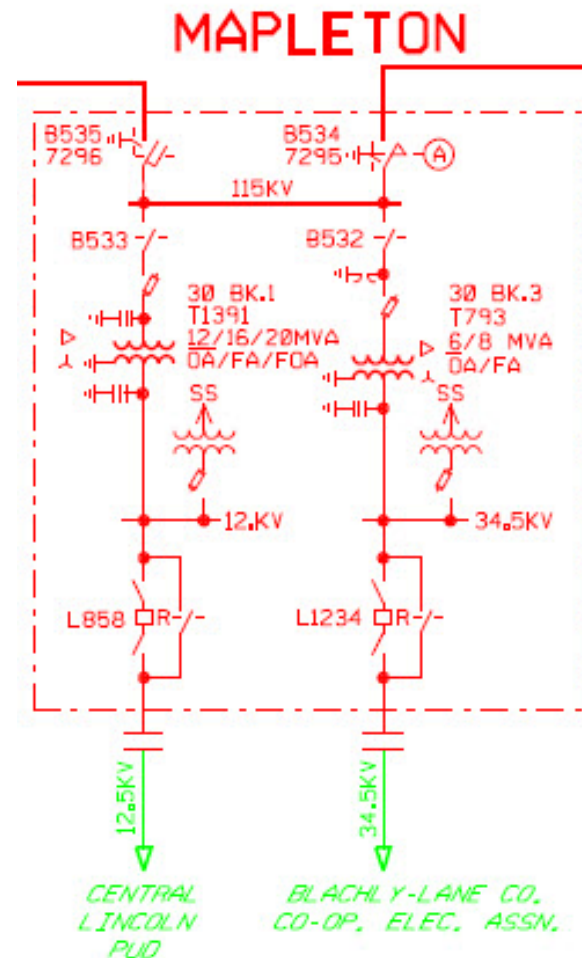 MAPLETON
B535
7296
B534
7295
A
115KV
B533
B532
30 BK.1
T1391
12/16/20MVA
OA/FA/FOA
SS
30 BK.3
T793
6/8 MVA
OA/FA
SS
12.KV
34.5KV
L858
R
L1234
R
12.5KV
34.5KV
CENTRAL
LINCOLN
PUD
BLACHLY-LANE CO.
CO-OP. ELEC. ASSN.